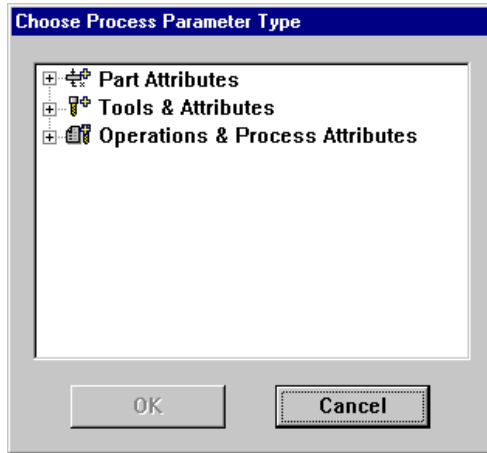 Choose Process Parameter Type
Part Attributes
Tools & Attributes
Operations & Process Attributes
OK
Cancel